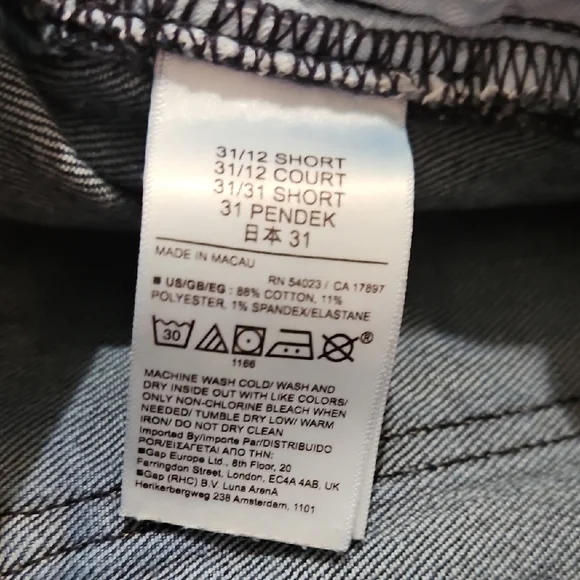 31/12 SHORT
31/12 COURT
31/31 SHORT
31 PENDEK
日本 31
MADE IN MACAU
RN 54023 / CA 17897
■ US/GB/EG : 88% COTTON, 11%
POLYESTER, 1% SPANDEX/ELASTANE
30
®
1166
MACHINE WASH COLD/ WASH AND
DRY INSIDE OUT WITH LIKE COLORS/
ONLY NON-CHLORINE BLEACH WHEN
NEEDED/ TUMBLE DRY LOW/ WARM
IRON/ DO NOT DRY CLEAN
Imported By/Importe Par/DISTRIBUIDO
POR/ΕΙΣΑΓΕΤΑΙ ΑΠΟ ΤΗΝ:
■Gap Europe Ltd., 6th Floor, 20
Farringdon Street, London, EC4A 4AB, UK
■Gap (RHC) B.V. Luna ArenA
Herikerbergweg 238 Amsterdam, 1101